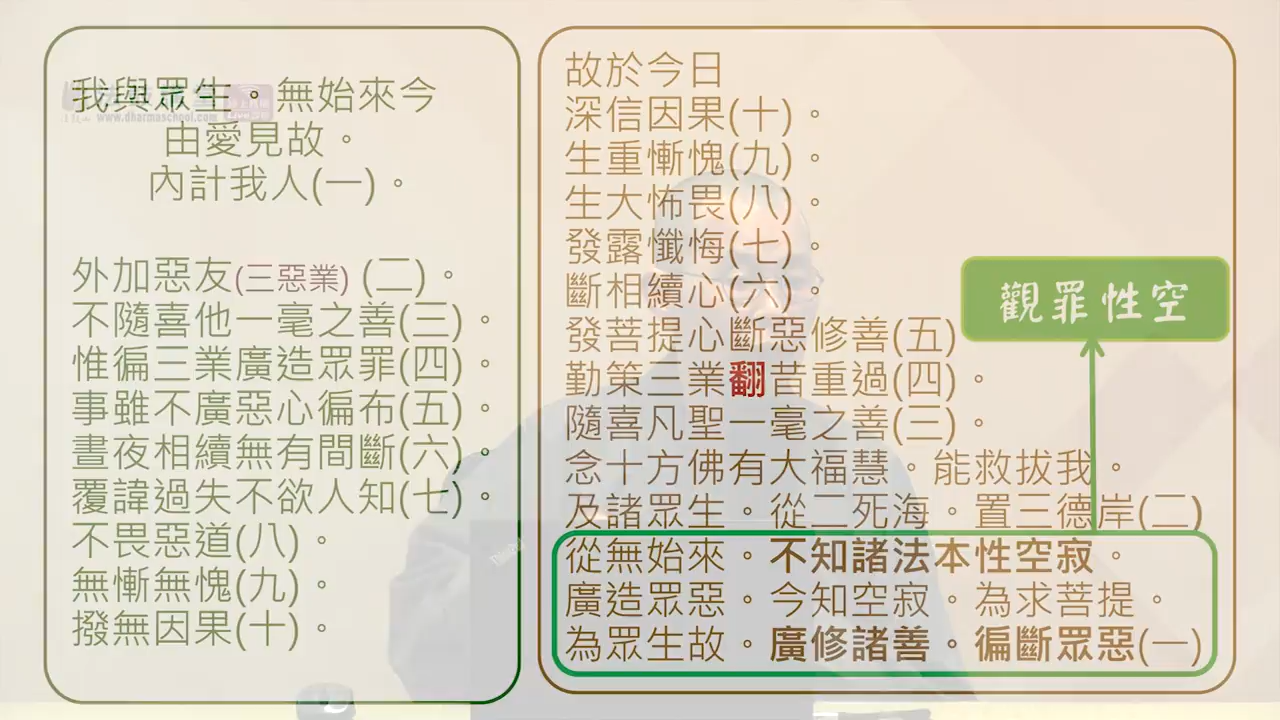 我與眾生。無始來今
由愛見故。
內計我人(一)。
外加惡友(三惡業) (二)。
不隨喜他一毫之善(三)。
惟徧三業廣造眾罪(四)。
事雖不廣惡心徧布(五)。
晝夜相續無有間斷(六)。
覆諱過失不欲人知(七)。
不畏惡道(八)。
無慚無愧(九)。
撥無因果(十)。
www.dharmaschool.com
故於今日
深信因果(十)。
生重慚愧(九)。
生大怖畏(八)。
發露懺悔(七)。
斷相續心(六)。
發菩提心斷惡修善(五)
勤策三業翻昔重過(四)。
隨喜凡聖一毫之善(三)。
念十方佛有大福慧。能救拔我。
及諸眾生。從二死海。置三德岸(二)
從無始來。不知諸法本性空寂。
廣造眾惡。今知空寂。為求菩提。
為眾生故。廣修諸善。徧斷眾惡(一)
觀罪性空